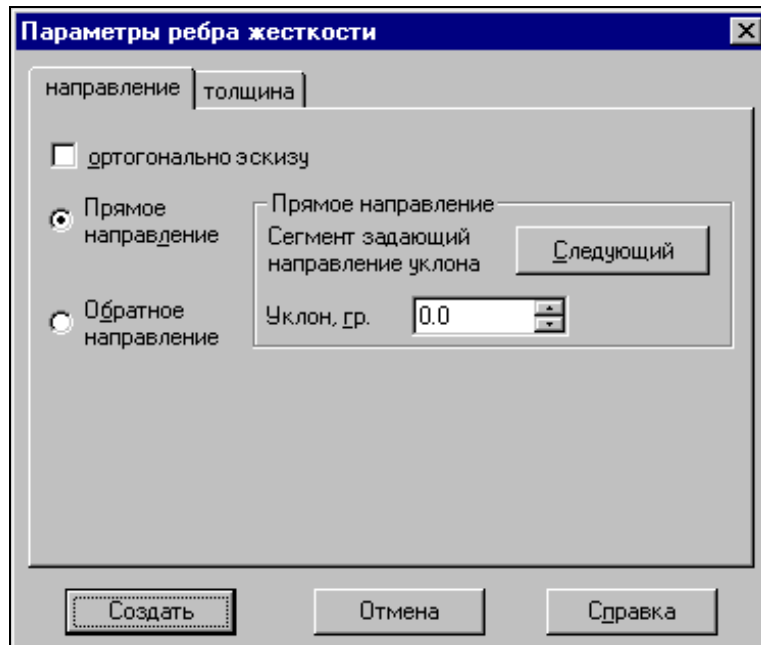 Параметры ребра жесткости
направление
толщина
ортогонально эскизу
Прямое
направление
Прямое направление
Сегмент задающий
направление уклона
Следующий
Обратное
направление
Уклон, гр.
0.0
Создать
Отмена
Справка